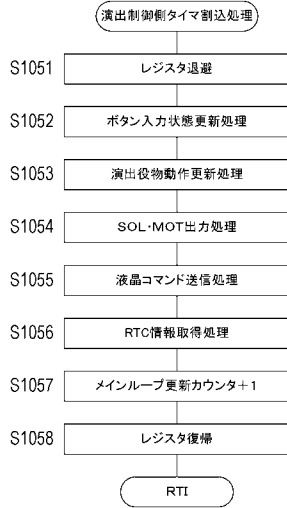 演出制御側タイマ割込処理
S1051 レジスタ退避
S1052 ボタン入力状態更新処理
S1053 演出役物動作更新処理
S1054 SOL・MOT出力処理
S1055 液晶コマンド送信処理
S1056 RTC情報取得処理
S1057 メインループ更新カウンタ＋1
S1058 レジスタ復帰
RTI